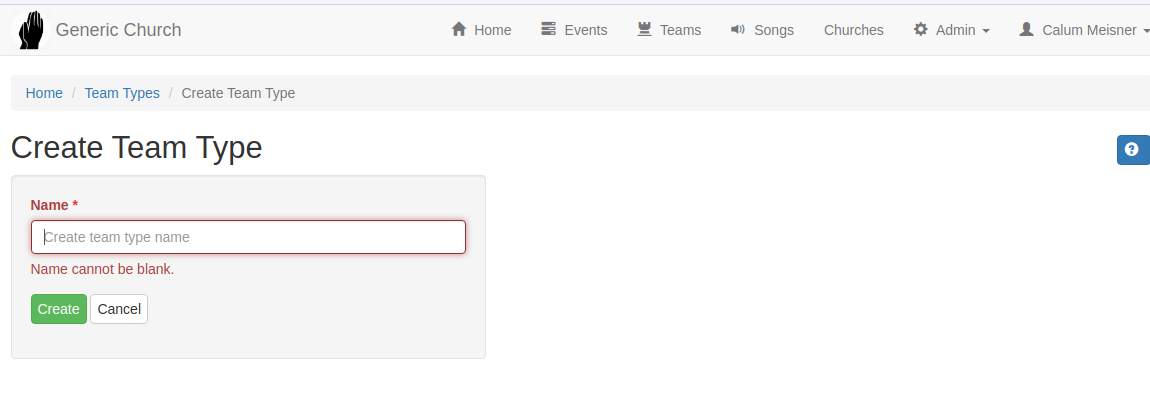 Generic Church Home Events Teams Songs Churches Admin Calum Meisner
Home / Team Types / Create Team Type
Create Team Type
Name *
Create team type name
Name cannot be blank.
Create Cancel